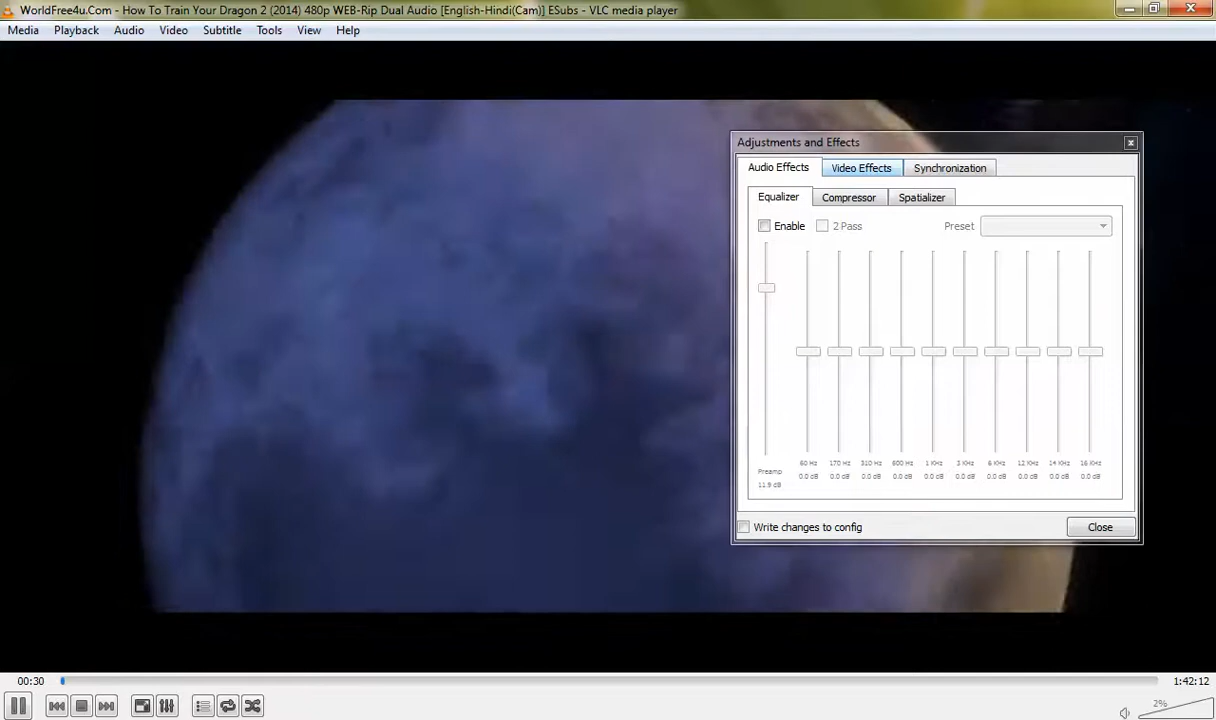 WorldFree4u.Com - How To Train Your Dragon 2 (2014) 480p WEB-Rip Dual Audio [English-Hindi(Cam)] ESubs - VLC media player
Media Playback Audio Video Subtitle Tools View Help
Adjustments and Effects
Audio Effects Video Effects Synchronization
Equalizer Compressor Spatializer
Enable 2 Pass Preset
60 Hz 170 Hz 310 Hz 600 Hz 1 KHz 3 KHz 6 KHz 12 KHz 14 KHz 16 KHz
Preamp 0.0 dB 0.0 dB 0.0 dB 0.0 dB 0.0 dB 0.0 dB 0.0 dB 0.0 dB 0.0 dB 0.0 dB
11.9 dB
Write changes to config Close
00:30 1:42:12
2%